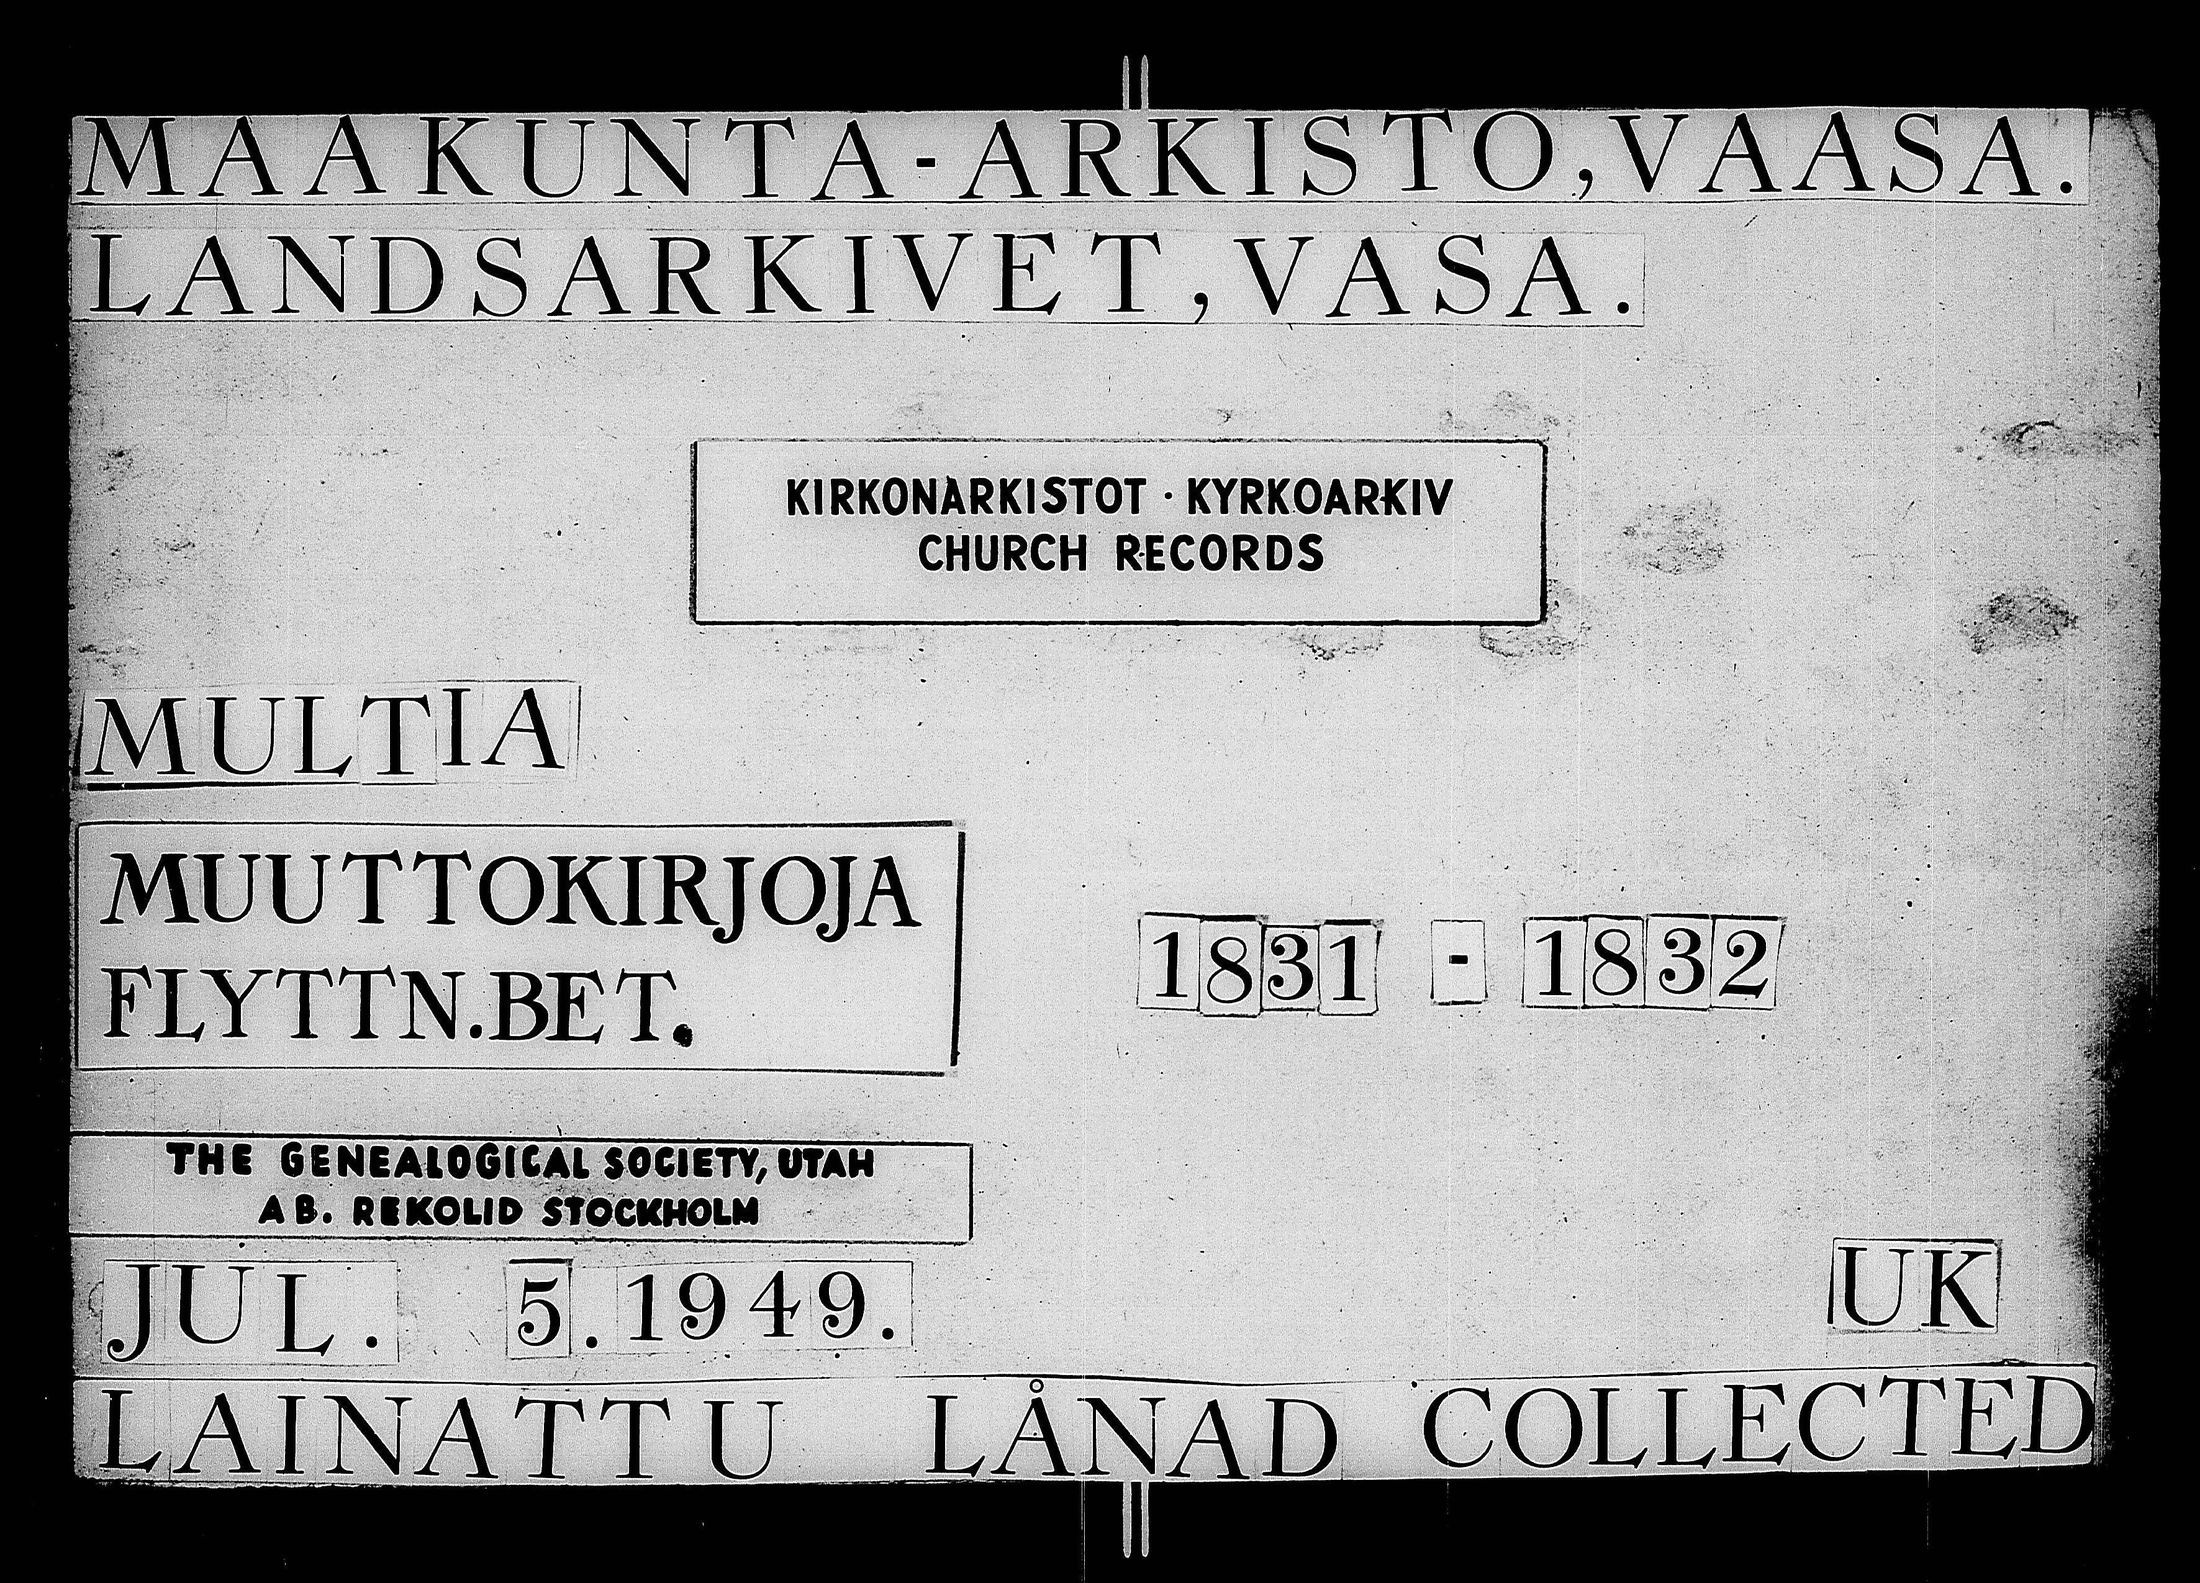 MAAKUNTA-ARKISTO, VAASA.
LANDSARKIVET, VASA.
KIRKONARKISTOT · KYRKOARKIV
CHURCH RECORDS
MULTIA
MUUTTOKIRJOJA
FLYTTN.BET.
1831 - 1832
THE GENEALOGICAL SOCIETY, UTAH
AB. REKOLID STOCKHOLM
JUL. 5. 1949.
UK
LAINATTU LÅNAD COLLECTED